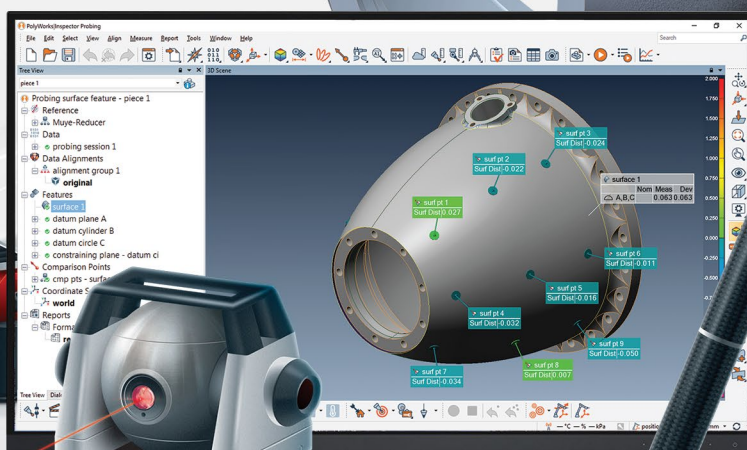 PolyWorks|Inspector Probing
File Edit Select View Align Measure Report Tools Window Help
Search
Tree View
3D Scene
piece 1
Probing surface feature - piece 1
Reference
Muye-Reducer
Data
probing session 1
Data Alignments
alignment group 1
original
Features
surface 1
datum plane A
datum cylinder B
datum circle C
constraining plane - datum ci
Comparison Points
cmp pts - surfa
Coordinate S
world
Reports
Forma
Tree View
surf pt 3
Surf Dist -0.024
surf pt 2
Surf Dist -0.022
surface 1
Nom Meas Dev
A,B,C 0.063 0.063
surf pt 1
Surf Dist 0.027
surf pt 6
Surf Dist -0.011
surf pt 5
Surf Dist -0.016
surf pt 4
Surf Dist -0.032
surf pt 9
Surf Dist -0.050
surf pt 8
Surf Dist 0.007
surf pt 7
Surf Dist -0.034
2.000
1.750
1.500
1.250
1.000
0.750
0.500
0.250
0.000
-0.250
-0.500
—°C —% —kPa
mm